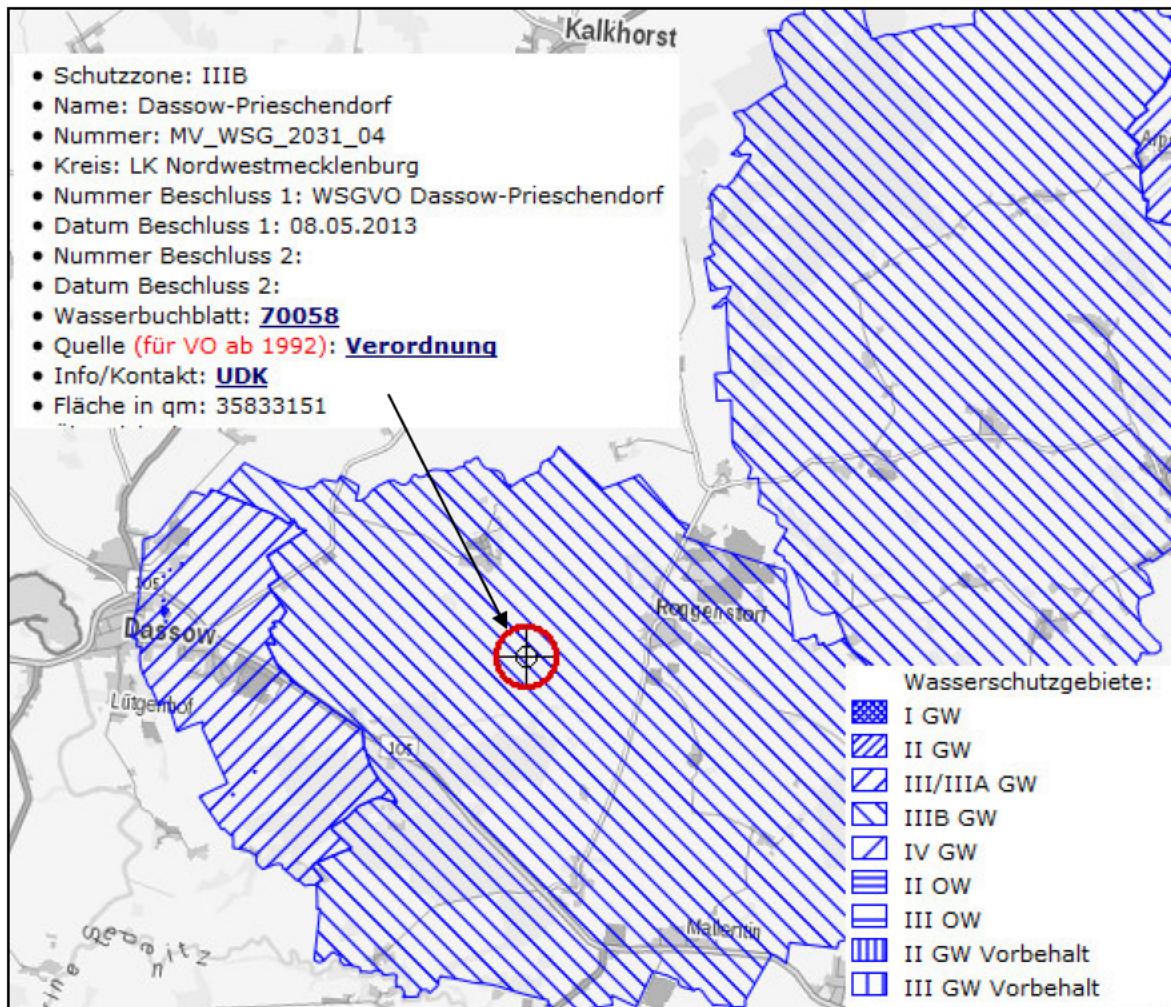 Kalkhorst
• Schutzzone: IIIB
• Name: Dassow-Prieschendorf
• Nummer: MV_WSG_2031_04
• Kreis: LK Nordwestmecklenburg
• Nummer Beschluss 1: WSGVO Dassow-Prieschendorf
• Datum Beschluss 1: 08.05.2013
• Nummer Beschluss 2:
• Datum Beschluss 2:
• Wasserbuchblatt: 70058
• Quelle (für VO ab 1992): Verordnung
• Info/Kontakt: UDK
• Fläche in qm: 35833151
105
Dassow
Lütgenhof
Roggenstorf
105
Mallentin
Stepenitz
Wasserschutzgebiete:
I GW
II GW
III/IIIA GW
IIIB GW
IV GW
II OW
III OW
II GW Vorbehalt
III GW Vorbehalt